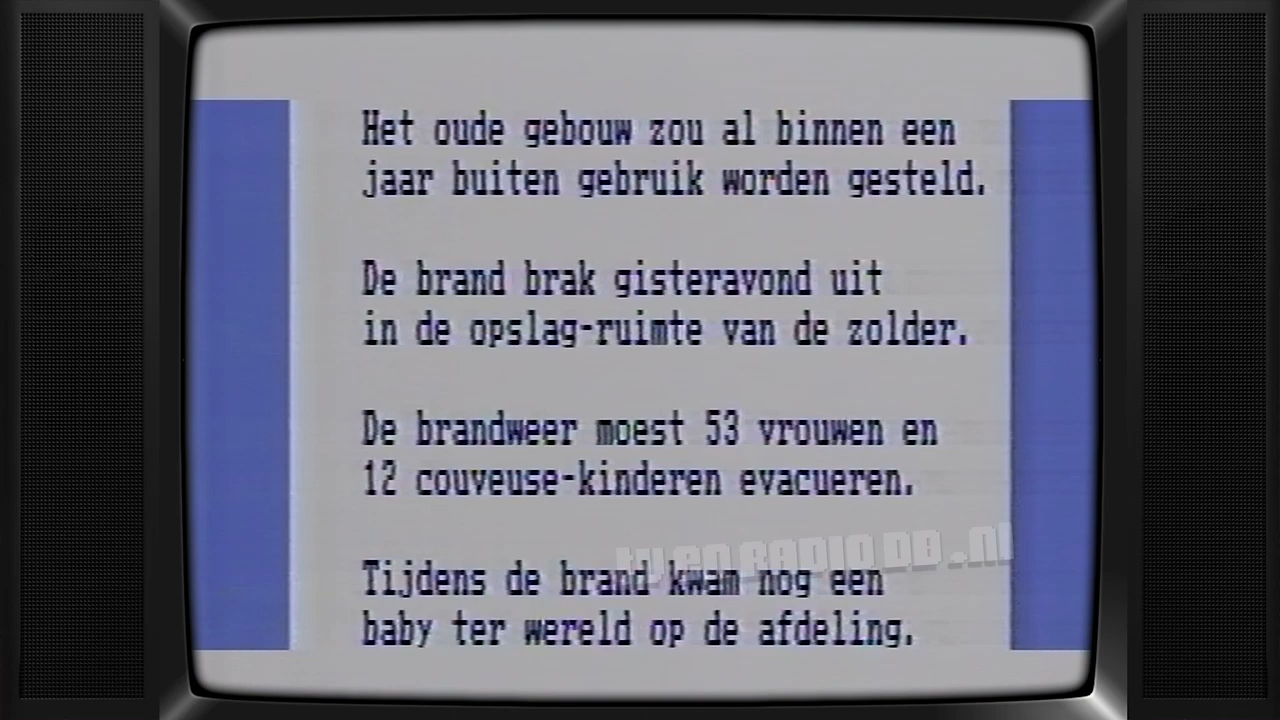 Het oude gebouw zou al binnen een
jaar buiten gebruik worden gesteld.
De brand brak gisteravond uit
in de opslag-ruimte van de zolder.
De brandweer moest 53 vrouwen en
12 couveuse-kinderen evacueren.
tv en RADIO DB.nl
Tijdens de brand kwam nog een
baby ter wereld op de afdeling.